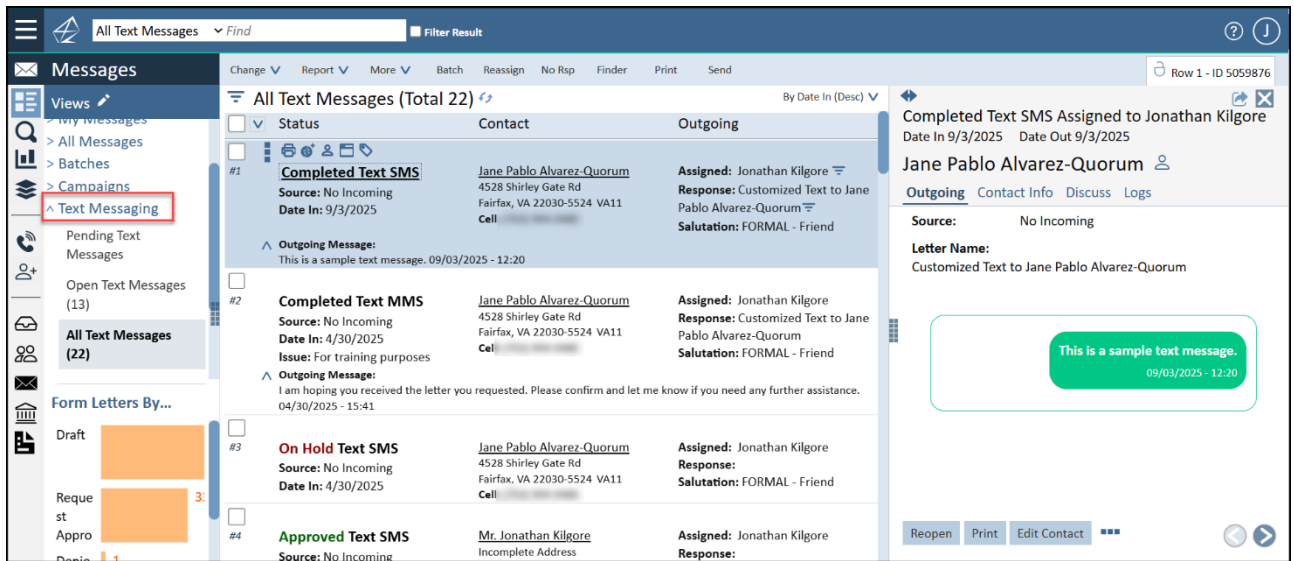 All Text Messages
Find
Filter Result
J
Messages
Change
Report
More
Batch
Reassign
No Rsp
Finder
Print
Send
Row 1 - ID 5059876
Views
> My Messages
> All Messages
> Batches
> Campaigns
Text Messaging
Pending Text
Messages
Open Text Messages
(13)
All Text Messages
(22)
Form Letters By...
Draft
Reque
st
Appro
Denie
1
All Text Messages (Total 22)
By Date In (Desc)
Status
Contact
Outgoing
#1
Completed Text SMS
Source: No Incoming
Date In: 9/3/2025
Jane Pablo Alvarez-Quorum
4528 Shirley Gate Rd
Fairfax, VA 22030-5524 VA11
Cell
Assigned: Jonathan Kilgore
Response: Customized Text to Jane
Pablo Alvarez-Quorum
Salutation: FORMAL - Friend
Outgoing Message:
This is a sample text message. 09/03/2025 - 12:20
#2
Completed Text MMS
Source: No Incoming
Date In: 4/30/2025
Issue: For training purposes
Jane Pablo Alvarez-Quorum
4528 Shirley Gate Rd
Fairfax, VA 22030-5524 VA11
Cel
Assigned: Jonathan Kilgore
Response: Customized Text to Jane
Pablo Alvarez-Quorum
Salutation: FORMAL - Friend
Outgoing Message:
I am hoping you received the letter you requested. Please confirm and let me know if you need any further assistance.
04/30/2025 - 15:41
#3
On Hold Text SMS
Source: No Incoming
Date In: 4/30/2025
Jane Pablo Alvarez-Quorum
4528 Shirley Gate Rd
Fairfax, VA 22030-5524 VA11
Cell
Assigned: Jonathan Kilgore
Response:
Salutation: FORMAL - Friend
#4
Approved Text SMS
Source: No Incoming
Mr. Jonathan Kilgore
Incomplete Address
Assigned: Jonathan Kilgore
Response:
Completed Text SMS Assigned to Jonathan Kilgore
Date In 9/3/2025 Date Out 9/3/2025
Jane Pablo Alvarez-Quorum
Outgoing Contact Info Discuss Logs
Source: No Incoming
Letter Name:
Customized Text to Jane Pablo Alvarez-Quorum
This is a sample text message.
09/03/2025 - 12:20
Reopen
Print
Edit Contact